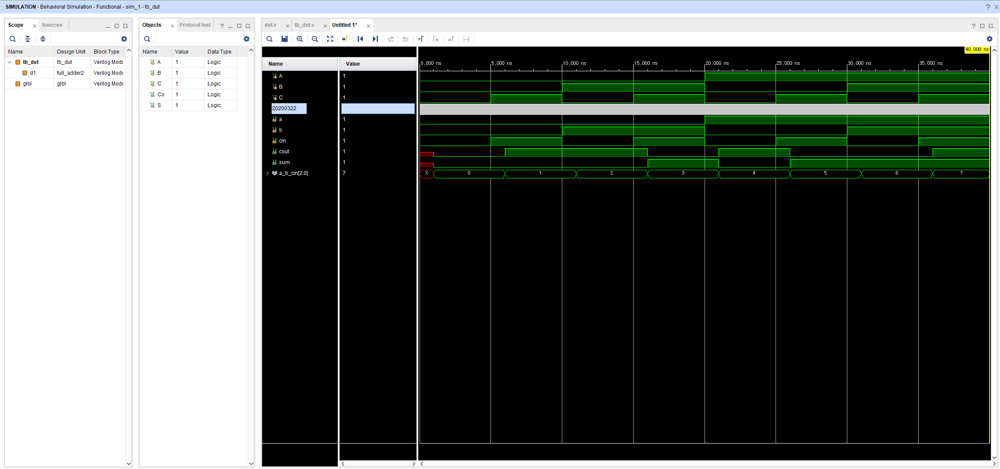 SIMULATION - Behavioral Simulation - Functional - sim_1 - tb_dut
Scope Sources
Name Design Unit Block Type
tb_dut tb_dut Verilog Modu
d1 full_adder2 Verilog Modu
glbl glbl Verilog Modu
Objects Protocol Inst
Name Value Data Type
A 1 Logic
B 1 Logic
C 1 Logic
Co 1 Logic
S 1 Logic
dut.v tb_dut.v Untitled 1*
40,000 ns
Name Value
0,000 ns 5,000 ns 10,000 ns 15,000 ns 20,000 ns 25,000 ns 30,000 ns 35,000 ns
A 1
B 1
C 1
20200322
a 1
b 1
cin 1
cout 1
sum 1
a_b_cin[2:0] 7 X 0 1 2 3 4 5 6 7